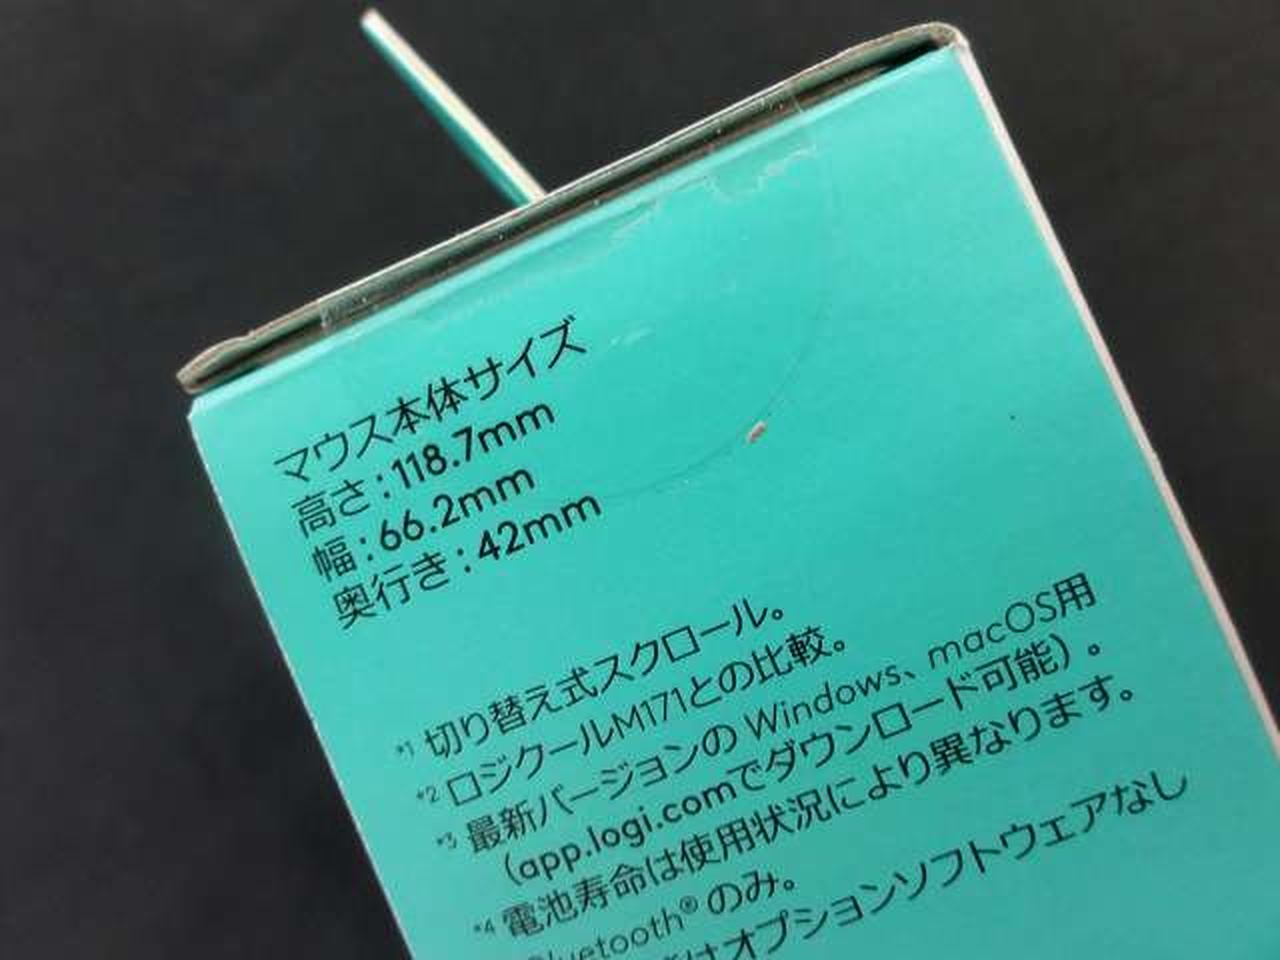 マウス本体サイズ
高さ：118.7mm
幅：66.2mm
奥行き：42mm
*1 切り替え式スクロール。
*2 ロジクールM171との比較。
*3 最新バージョンの Windows、macOS用
（app.logi.comでダウンロード可能）。
*4 電池寿命は使用状況により異なります。
Bluetooth® のみ。
はオプションソフトウェアなし